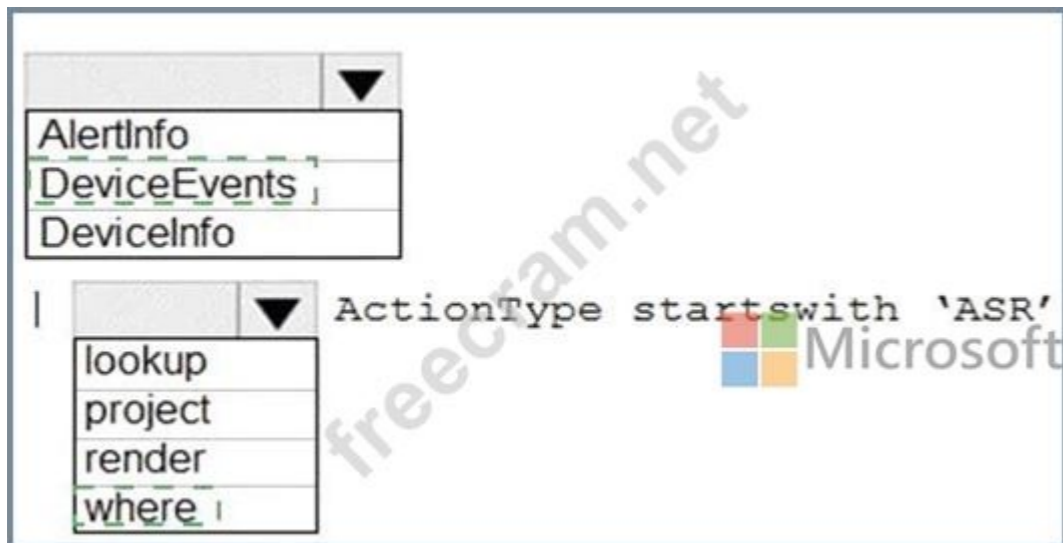 AlertInfo
DeviceEvents
DeviceInfo
| ActionType startswith ‘ASR’
lookup
project
render
where
Microsoft
freecram.net